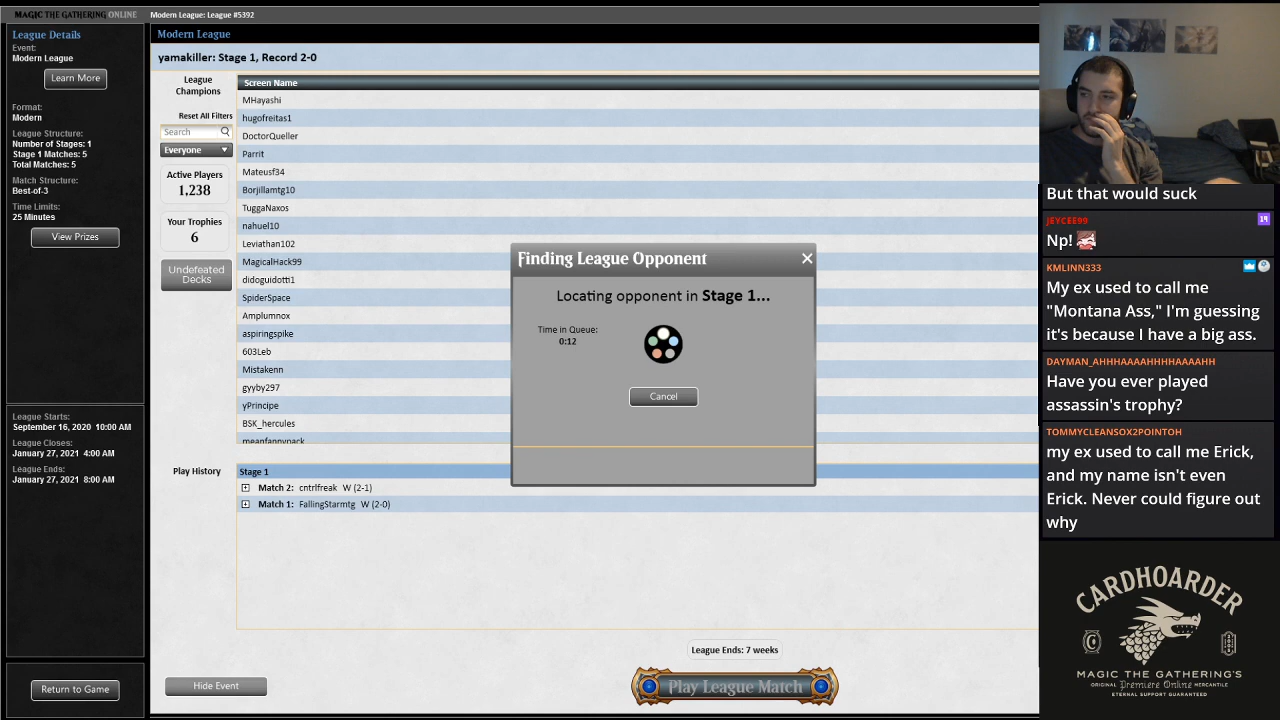 MAGIC THE GATHERING ONLINE
Modern League: League #5392
League Details
Event:
Modern League
Learn More
Format:
Modern
League Structure:
Number of Stages: 1
Stage 1 Matches: 5
Total Matches: 5
Match Structure:
Best-of-3
Time Limits:
25 Minutes
View Prizes
League Starts:
September 16, 2020 10:00 AM
League Closes:
January 27, 2021 4:00 AM
League Ends:
January 27, 2021 8:00 AM
Return to Game
Modern League
yamakiller: Stage 1, Record 2-0
League
Champions
Reset All Filters
Search
Everyone
Active Players
1,238
Your Trophies
6
Undefeated
Decks
Screen Name
MHayashi
hugofreitas1
DoctorQueller
Parrit
Mateusf34
Borjillamtg10
TuggaNaxos
nahuel10
Leviathan102
MagicalHack99
didoguidotti1
SpiderSpace
Amplumnox
aspiringspike
603Leb
Mistakenn
gyyby297
yPrincipe
BSK_hercules
meanfannypack
Play History
Stage 1
Match 2: cntrlfreak W (2-1)
Match 1: FallingStarmtg W (2-0)
Finding League Opponent
Locating opponent in Stage 1...
Time in Queue:
0:12
Cancel
League Ends: 7 weeks
Hide Event
Play League Match
But that would suck
JEYCEE99
Np!
KMLINN333
My ex used to call me
"Montana Ass," I'm guessing
it's because I have a big ass.
DAYMAN_AHHHAAAAHHHHAAAAHH
Have you ever played
assassin's trophy?
TOMMYCLEANSOX2POINTOH
my ex used to call me Erick,
and my name isn't even
Erick. Never could figure out
why
CARDHOARDER
MAGIC THE GATHERING'S
ORIGINAL Premiere Online MERCANTILE
ETERNAL SUPPORT GUARANTEED